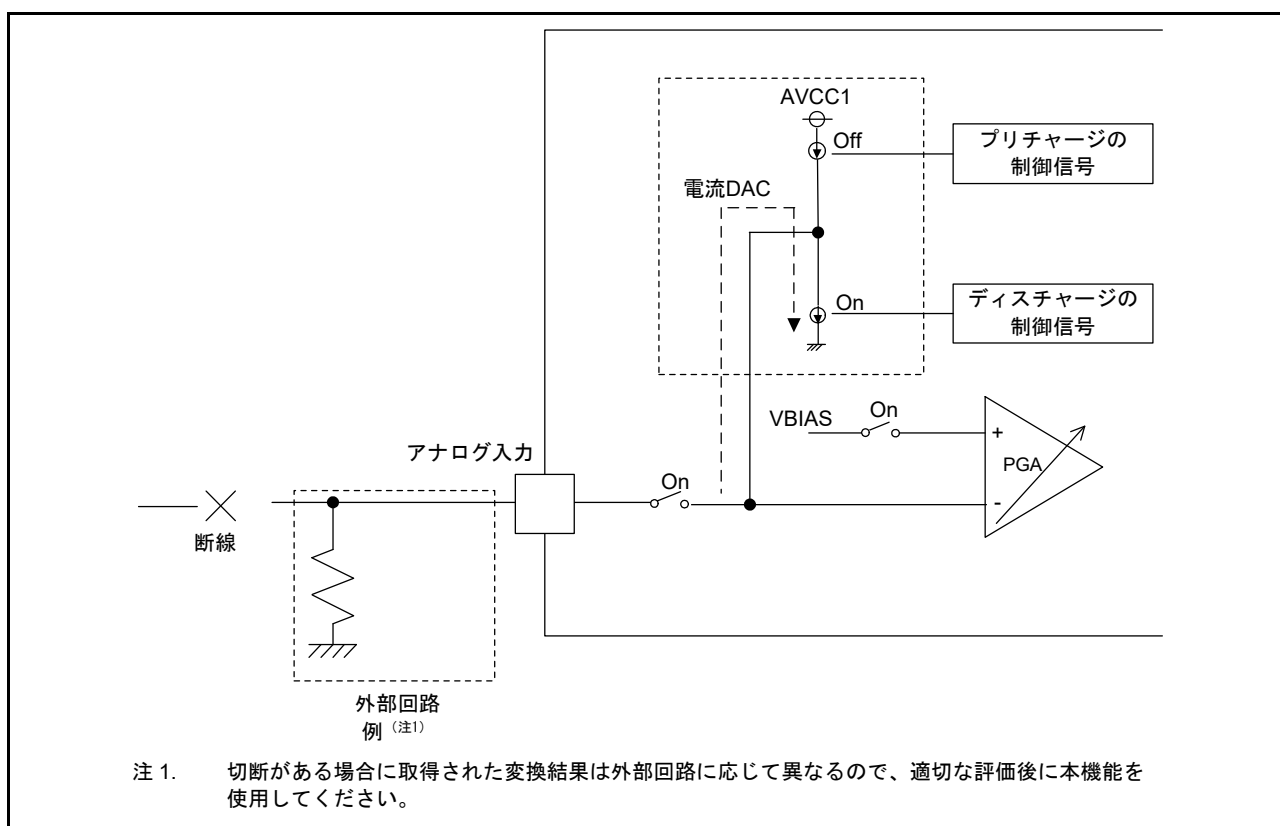 AVCC1
Off
プリチャージの
制御信号
電流DAC
On
ディスチャージの
制御信号
VBIAS
On
+
PGA
-
アナログ入力
On
断線
外部回路
例（注1）
注 1. 切断がある場合に取得された変換結果は外部回路に応じて異なるので、適切な評価後に本機能を
使用してください。